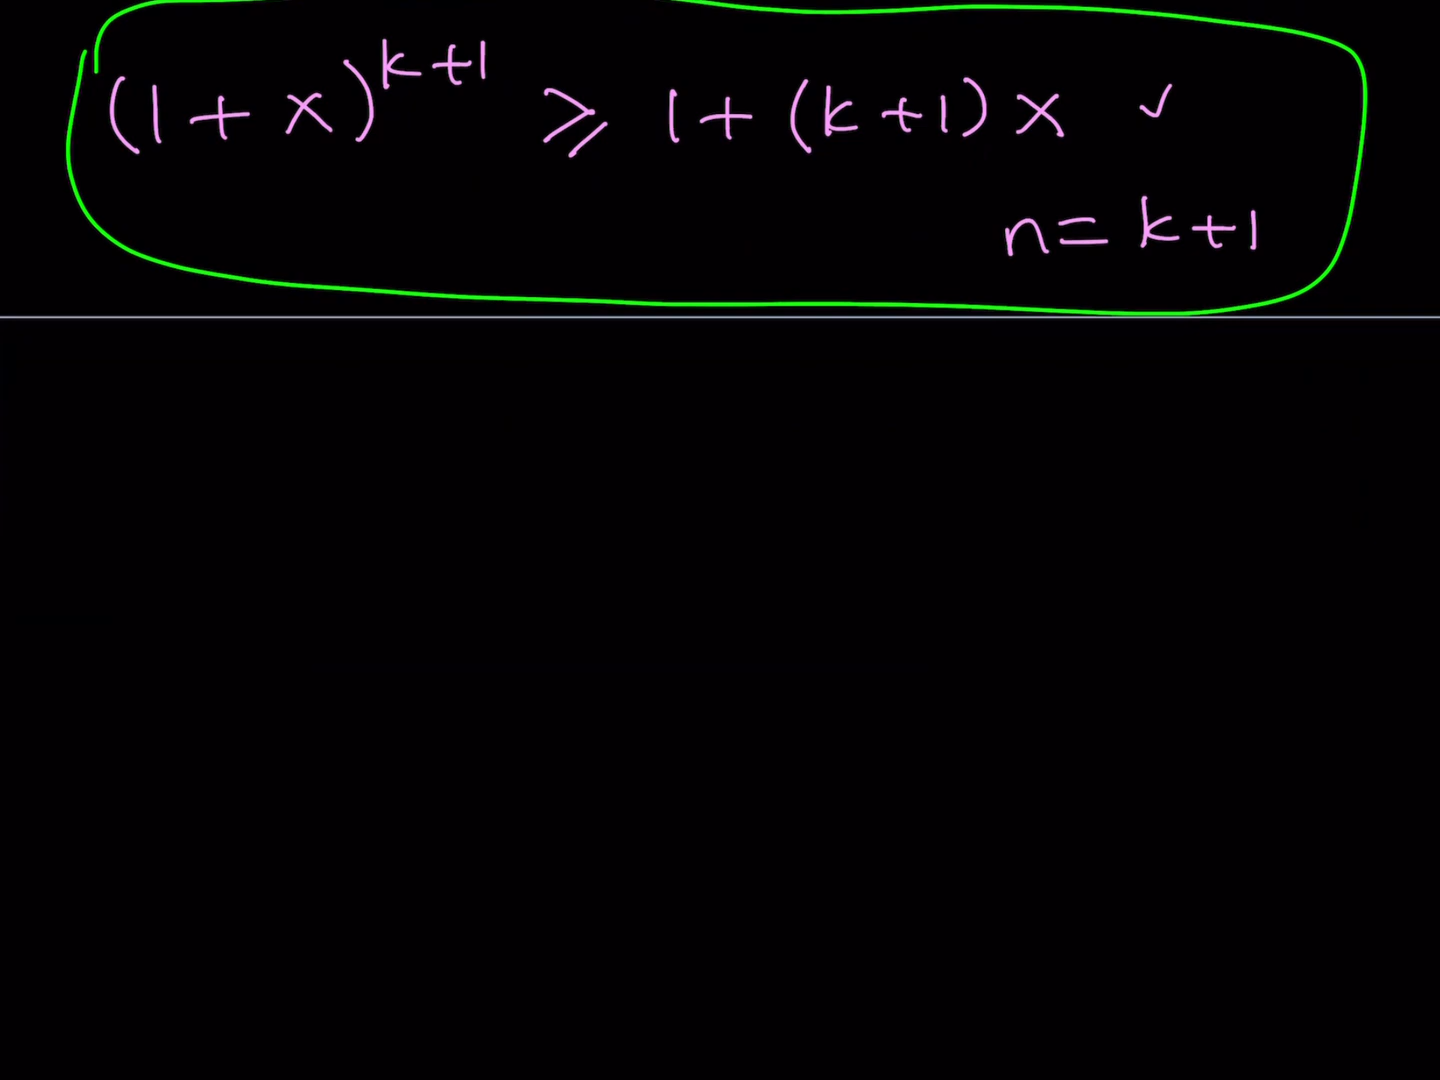 (1 + x)^{k+1} ⩾ 1 + (k+1) x ✓
n = k+1